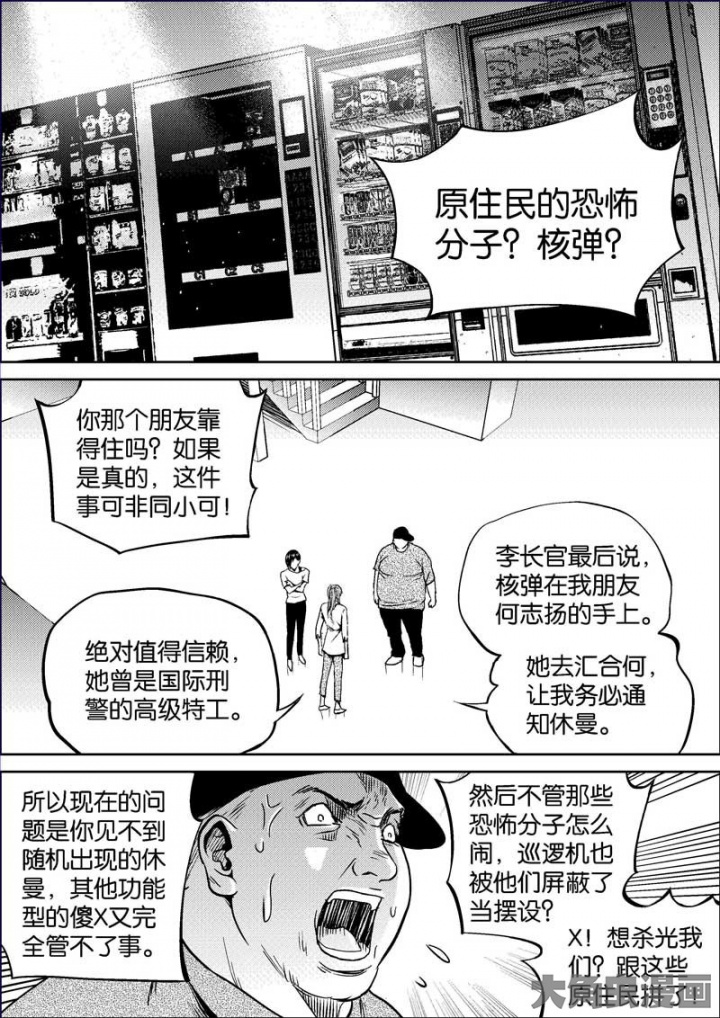 原住民的恐怖
分子？核弹？
你那个朋友靠
得住吗？如果
是真的，这件
事可非同小可！
李长官最后说，
核弹在我朋友
何志扬的手上。
她去汇合何，
让我务必通
知休曼。
绝对值得信赖，
她曾是国际刑
警的高级特工。
所以现在的问
题是你见不到
随机出现的休
曼，其他功能
型的傻X又完
全管不了事。
然后不管那些
恐怖分子怎么
闹，巡逻机也
被他们屏蔽了
当摆设？
X！想杀光我
们？跟这些
原住民拼了！